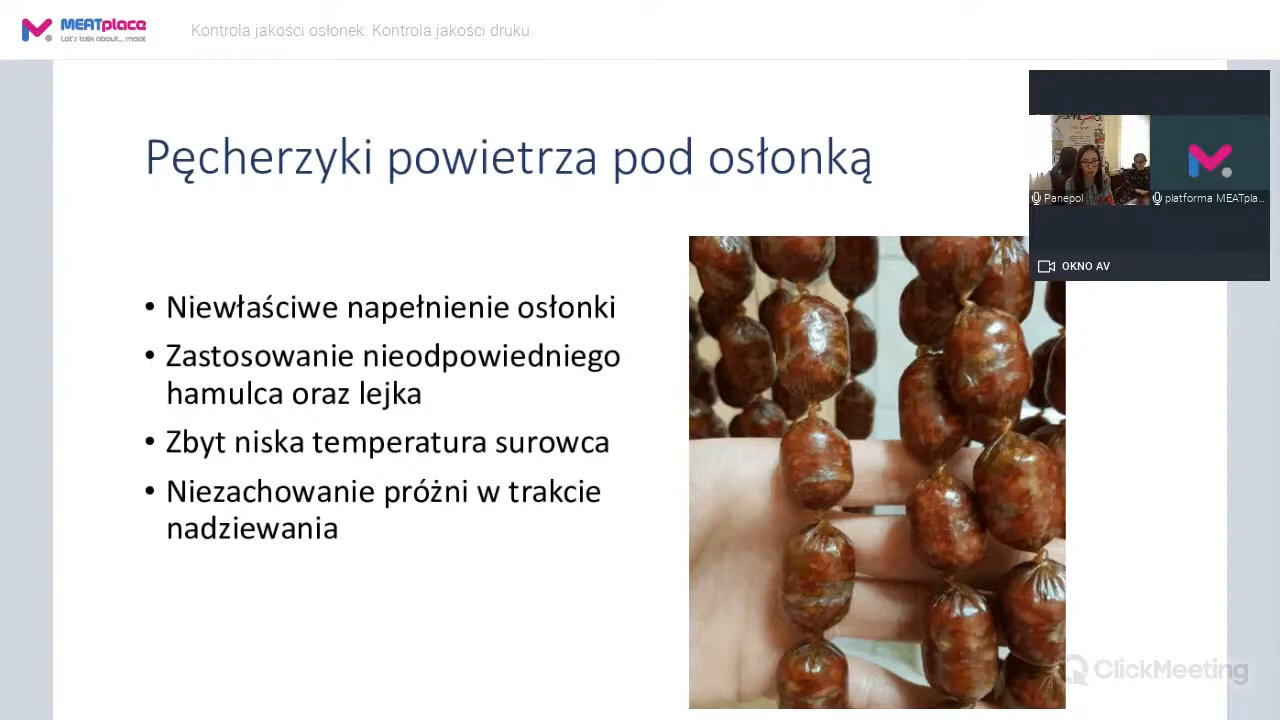 MEATplace
Let's talk about... meat
Kontrola jakości osłonek. Kontrola jakości druku.
Pęcherzyki powietrza pod osłonką
Panepol
platforma MEATpla...
OKNO AV
• Niewłaściwe napełnienie osłonki
• Zastosowanie nieodpowiedniego
hamulca oraz lejka
• Zbyt niska temperatura surowca
• Niezachowanie próżni w trakcie
nadziewania
ClickMeeting